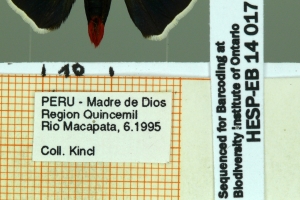 PERU - Madre de Dios
Region Quincemil
Rio Macapata, 6.1995
Coll. Kincl
Sequenced for Barcoding at
Biodiversity Institute of Ontario
HESP-EB 14 017